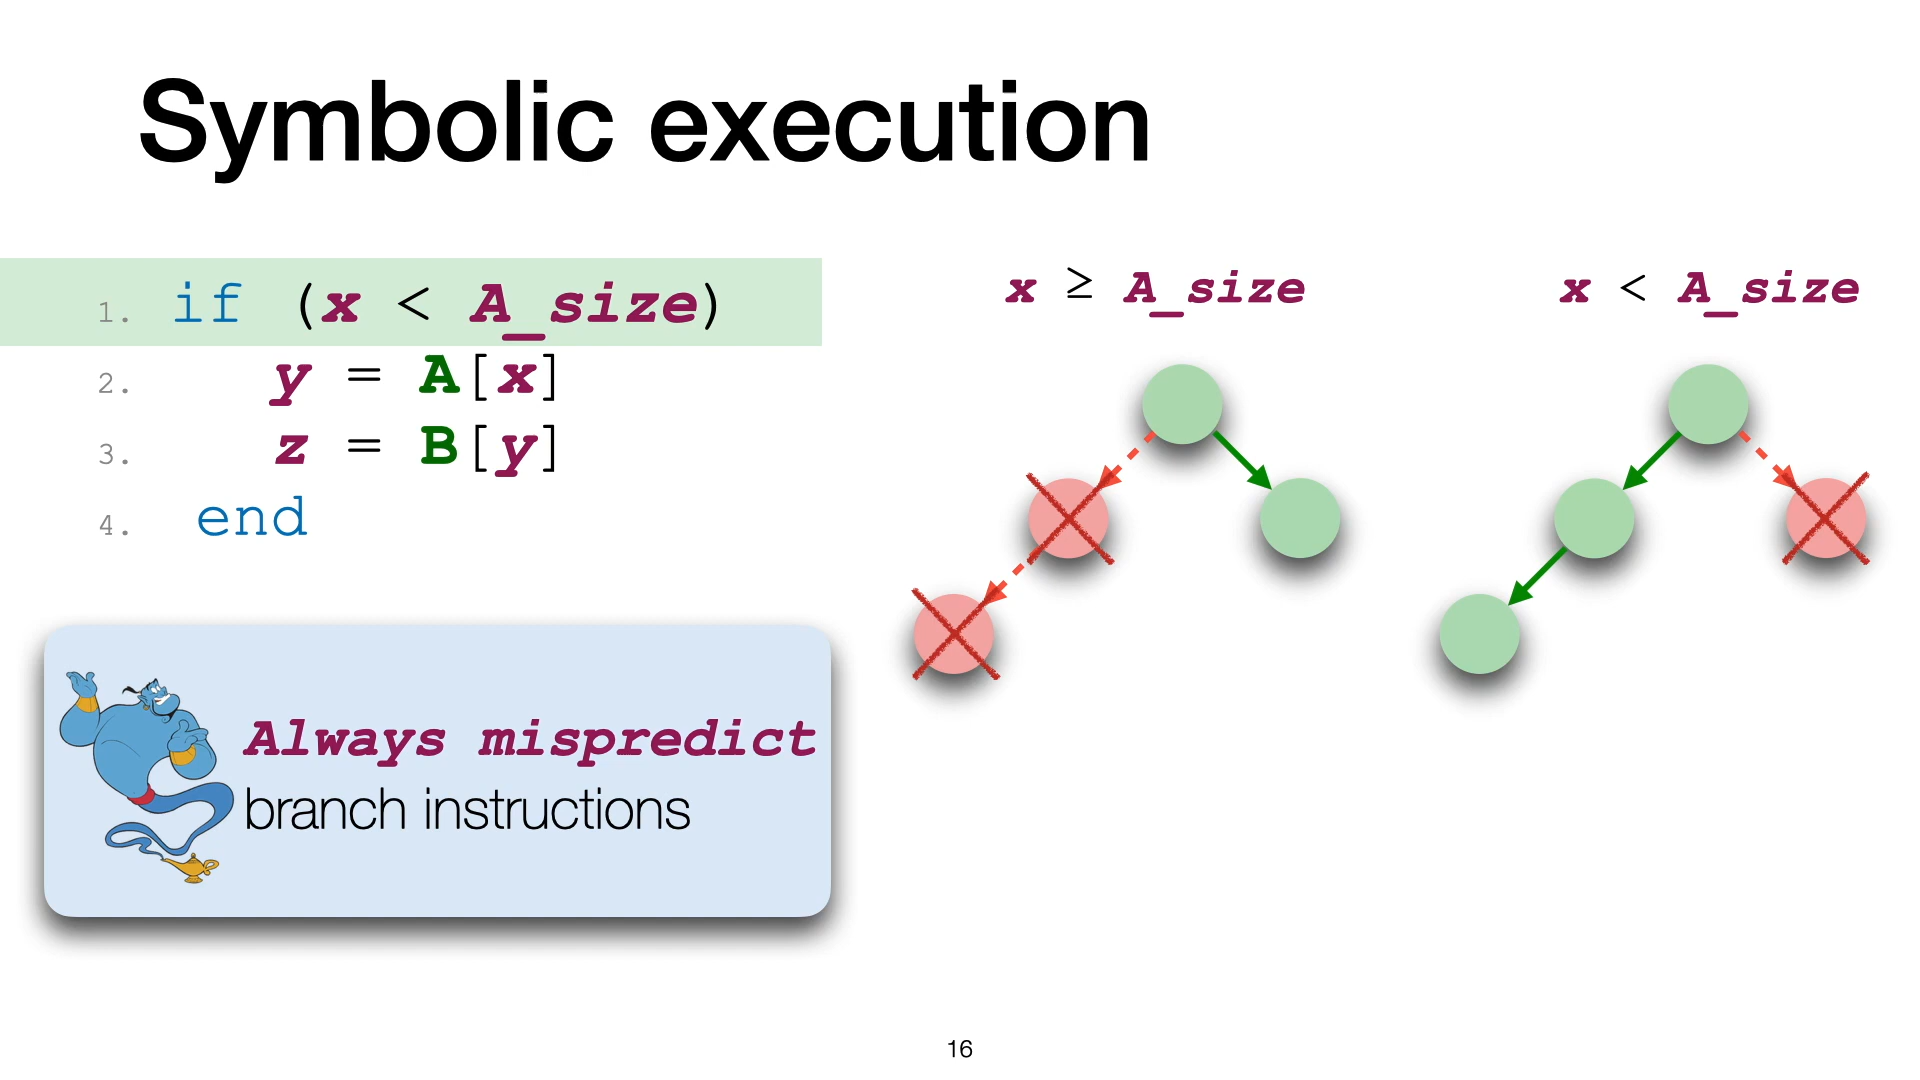 Symbolic execution
1. if (x < A_size)
2. y = A[x]
3. z = B[y]
4. end
x ≥ A_size
x < A_size
Always mispredict
branch instructions
16